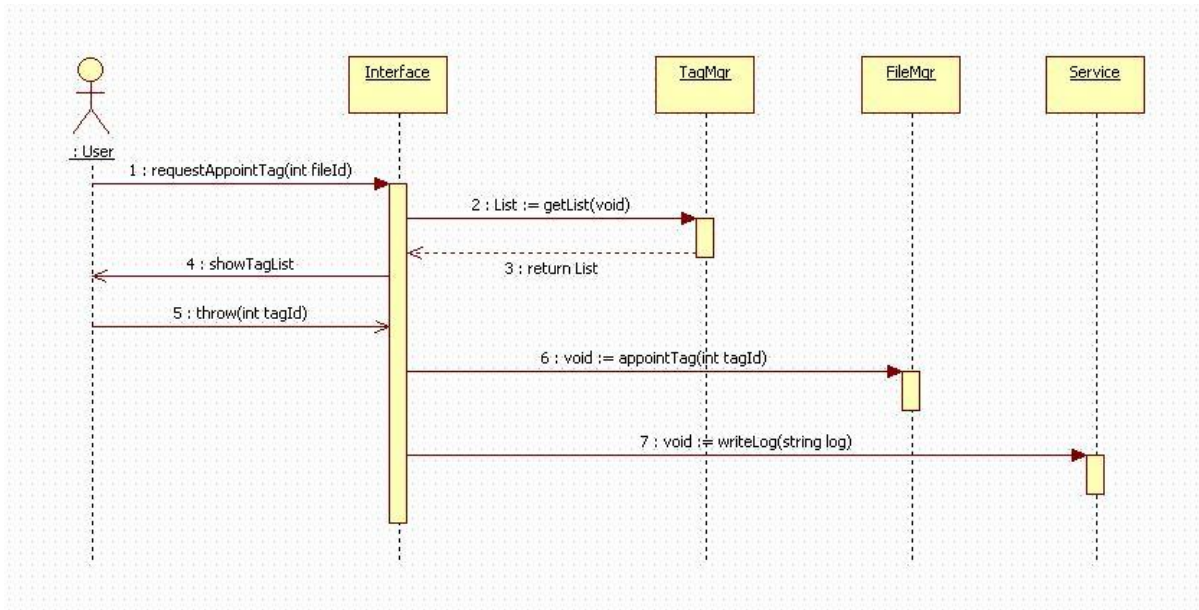 Interface
TagMgr
FileMgr
Service
: User
1 : requestAppointTag(int fileId)
2 : List := getList(void)
3 : return List
4 : showTagList
5 : throw(int tagId)
6 : void := appointTag(int tagId)
7 : void := writeLog(string log)